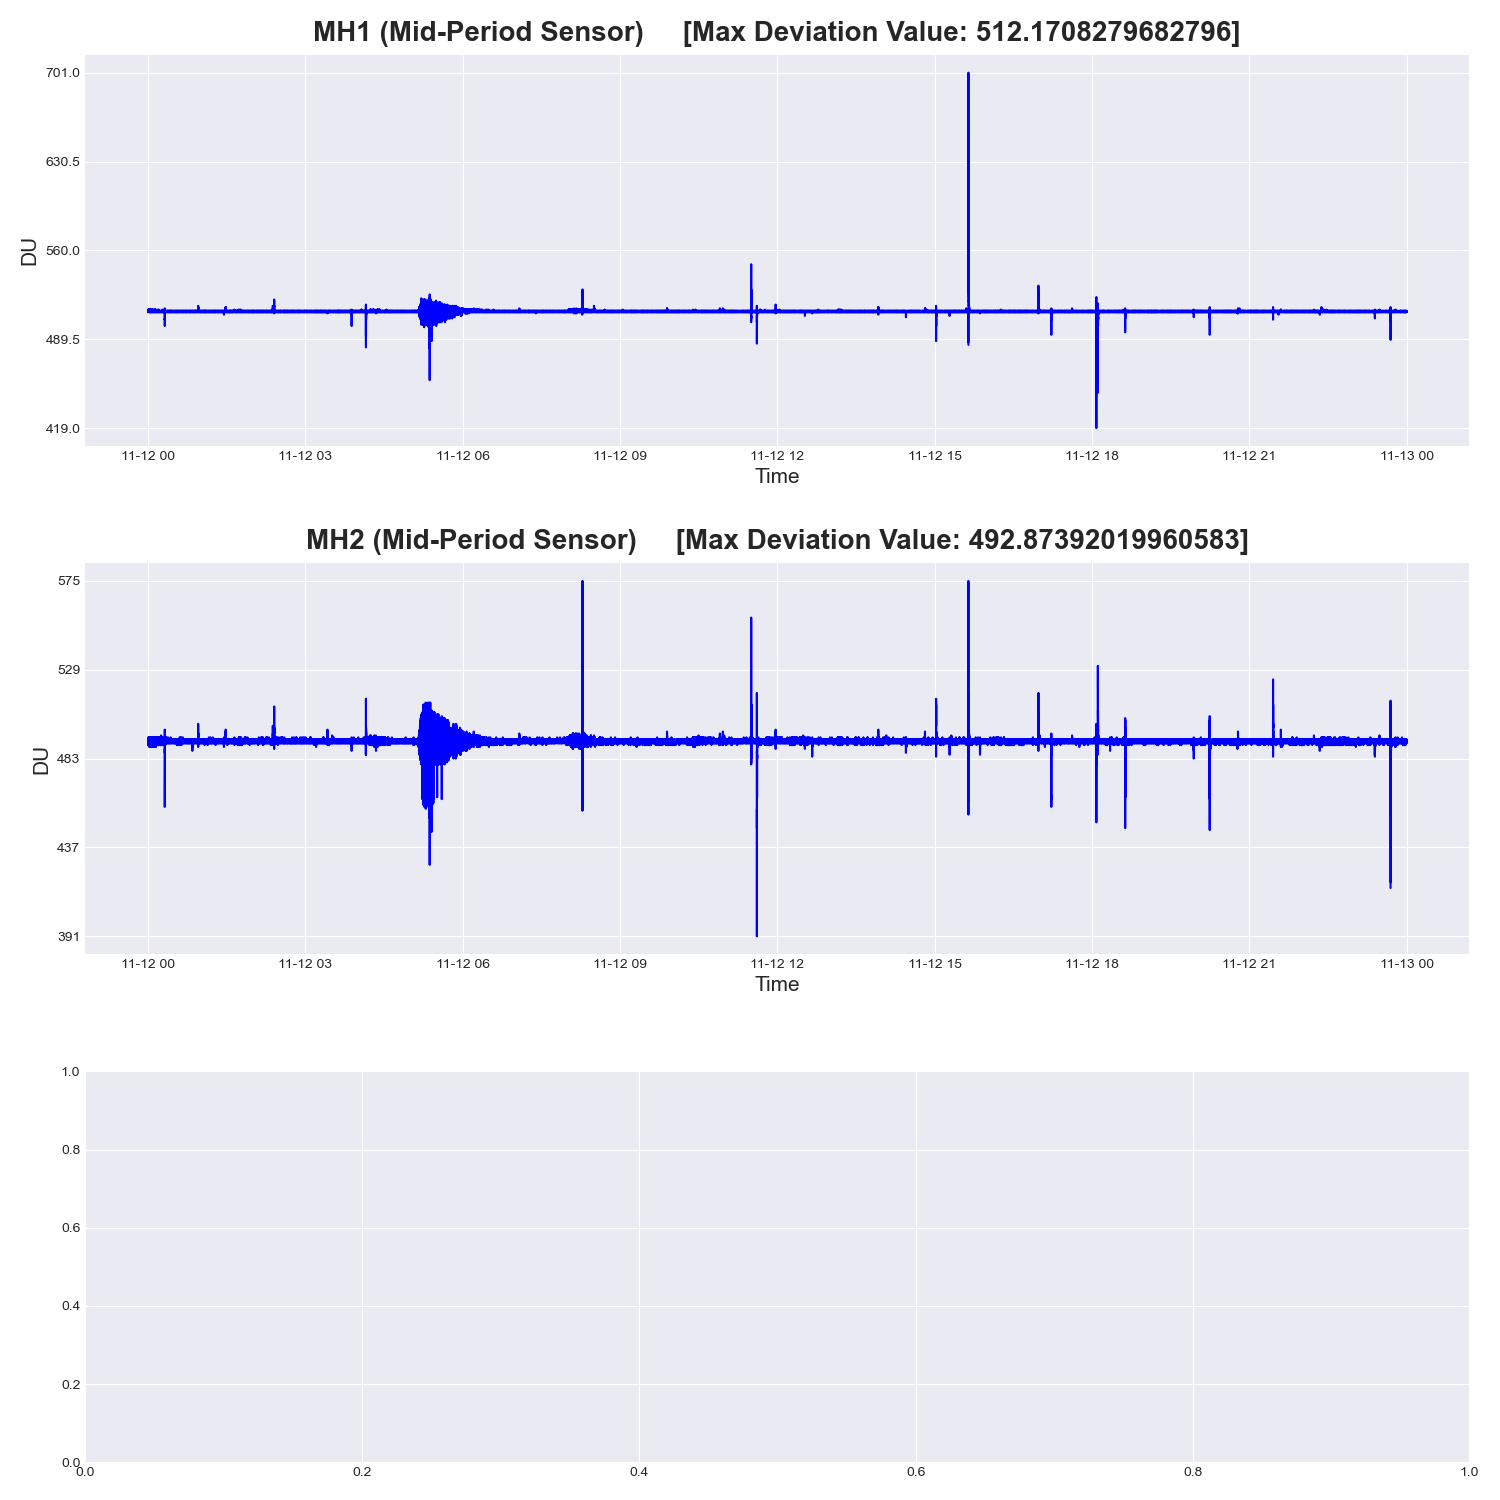 MH1 (Mid-Period Sensor) [Max Deviation Value: 512.1708279682796]
701.0
630.5
560.0
489.5
419.0
DU
11-12 00 11-12 03 11-12 06 11-12 09 11-12 12 11-12 15 11-12 18 11-12 21 11-13 00
Time
MH2 (Mid-Period Sensor) [Max Deviation Value: 492.87392019960583]
575
529
483
437
391
DU
11-12 00 11-12 03 11-12 06 11-12 09 11-12 12 11-12 15 11-12 18 11-12 21 11-13 00
Time
1.0
0.8
0.6
0.4
0.2
0.0
0.0 0.2 0.4 0.6 0.8 1.0